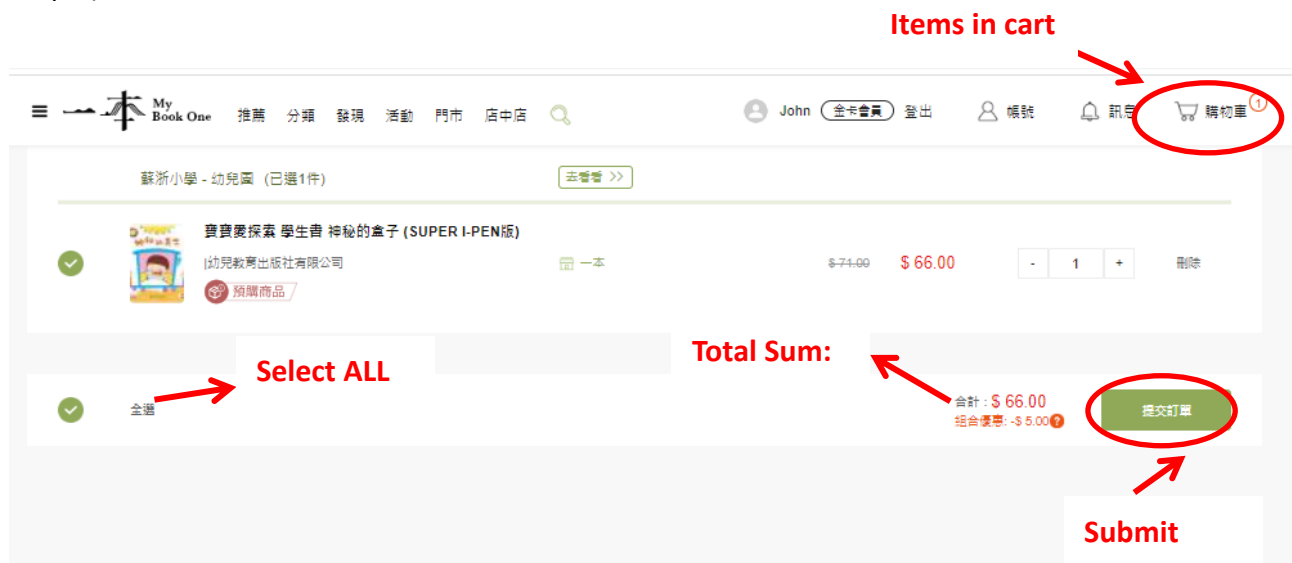 Items in cart
一本 My Book One 推薦 分類 發現 活動 門市 店中店 John 金卡會員 登出 帳號 訊息 購物車 1
蘇浙小學 - 幼兒園 (已選1件) 去看看 >>
寶寶愛探索 學生書 神秘的盒子 (SUPER I-PEN版)
|幼兒教育出版社有限公司 一本 $ 71.00 $ 66.00 - 1 + 刪除
預購商品
Select ALL
Total Sum:
全選
合計 : $ 66.00
組合優惠: -$ 5.00 ?
提交訂單
Submit